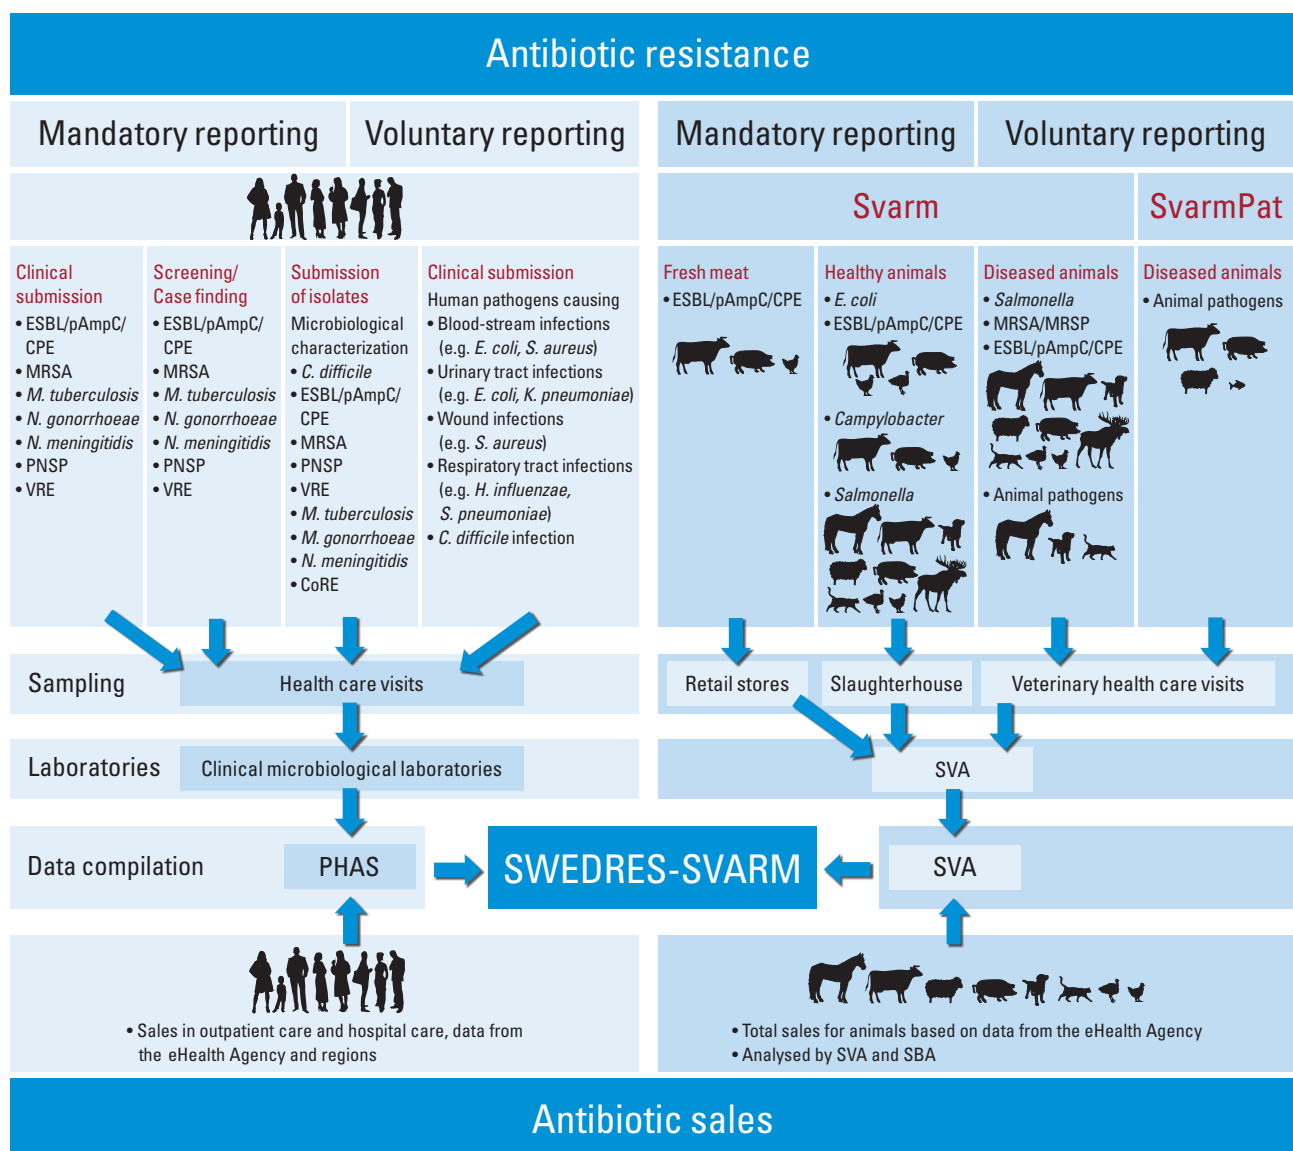 Antibiotic resistance
Mandatory reporting
Voluntary reporting
Mandatory reporting
Voluntary reporting
Svarm
SvarmPat
Clinical
submission
• ESBL/pAmpC/
CPE
• MRSA
• M. tuberculosis
• N. gonorrhoeae
• N. meningitidis
• PNSP
• VRE
Screening/
Case finding
• ESBL/pAmpC/
CPE
• MRSA
• M. tuberculosis
• N. gonorrhoeae
• N. meningitidis
• PNSP
• VRE
Submission
of isolates
Microbiological
characterization
• C. difficile
• ESBL/pAmpC/
CPE
• MRSA
• PNSP
• VRE
• M. tuberculosis
• M. gonorrhoeae
• N. meningitidis
• CoRE
Clinical submission
Human pathogens causing
• Blood-stream infections
(e.g. E. coli, S. aureus)
• Urinary tract infections
(e.g. E. coli, K. pneumoniae)
• Wound infections
(e.g. S. aureus)
• Respiratory tract infections
(e.g. H. influenzae,
S. pneumoniae)
• C. difficile infection
Fresh meat
• ESBL/pAmpC/CPE
Healthy animals
• E. coli
• ESBL/pAmpC/CPE
• Campylobacter
• Salmonella
Diseased animals
• Salmonella
• MRSA/MRSP
• ESBL/pAmpC/CPE
• Animal pathogens
Diseased animals
• Animal pathogens
Sampling
Health care visits
Retail stores
Slaughterhouse
Veterinary health care visits
Laboratories
Clinical microbiological laboratories
SVA
Data compilation
PHAS
SWEDRES-SVARM
SVA
• Sales in outpatient care and hospital care, data from
the eHealth Agency and regions
• Total sales for animals based on data from the eHealth Agency
• Analysed by SVA and SBA
Antibiotic sales